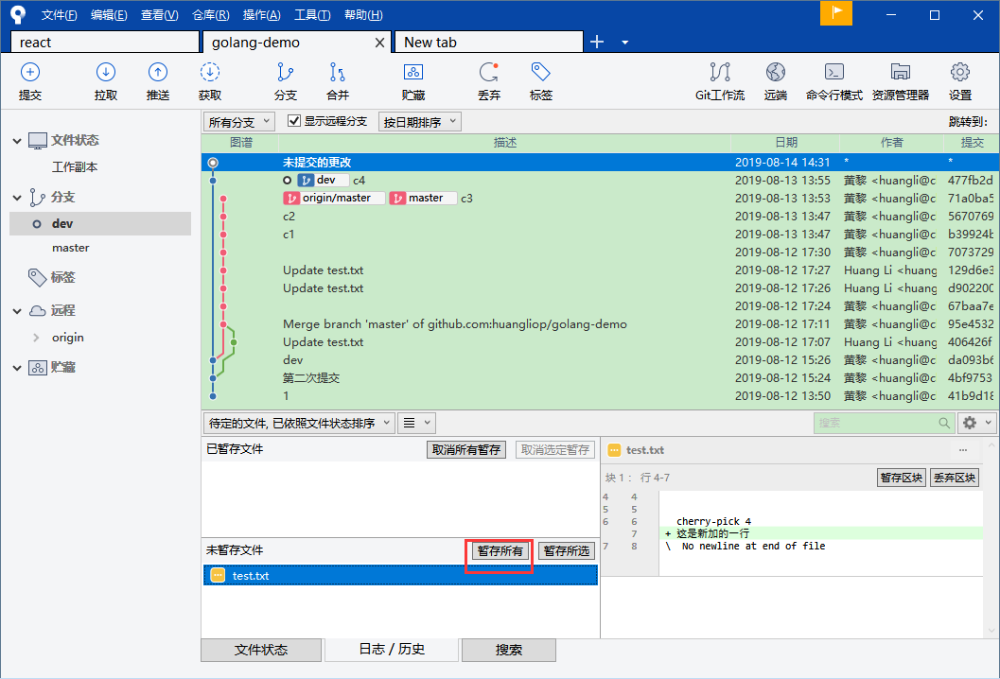 文件(F) 编辑(E) 查看(V) 仓库(R) 操作(A) 工具(T) 帮助(H)
react golang-demo New tab
提交 拉取 推送 获取 分支 合并 贮藏 丢弃 标签 Git工作流 远端 命令行模式 资源管理器 设置
所有分支 显示远程分支 按日期排序 跳转到:
图谱 描述 日期 作者 提交
未提交的更改 2019-08-14 14:31 * *
dev c4 2019-08-13 13:55 黄黎 <huangli@c 477fb2d
origin/master master c3 2019-08-13 13:53 黄黎 <huangli@c 71a0ba5
c2 2019-08-13 13:47 黄黎 <huangli@c 5670769
c1 2019-08-13 13:47 黄黎 <huangli@c b39924b
2019-08-12 17:30 黄黎 <huangli@c 7073729
Update test.txt 2019-08-12 17:27 Huang Li <huang 129d6e3
Update test.txt 2019-08-12 17:26 Huang Li <huang d902200
2019-08-12 17:24 黄黎 <huangli@c 67baa7e
Merge branch 'master' of github.com:huangliop/golang-demo 2019-08-12 17:11 黄黎 <huangli@c 95e4532
Update test.txt 2019-08-12 17:07 Huang Li <huang 406426f
dev 2019-08-12 15:26 黄黎 <huangli@c da093b6
第二次提交 2019-08-12 15:24 黄黎 <huangli@c 4bf9753
1 2019-08-12 13:50 黄黎 <huangli@c 41b9d18
文件状态
工作副本
分支
dev
master
标签
远程
origin
贮藏
待定的文件, 已依照文件状态排序 搜索
已暂存文件 取消所有暂存 取消选定暂存
未暂存文件 暂存所有 暂存所选
test.txt
test.txt
块 1： 行 4-7 暂存区块 丢弃区块
4 4
5 5
6 6 cherry-pick 4
7 + 这是新加的一行
7 8 \ No newline at end of file
文件状态 日志 / 历史 搜索